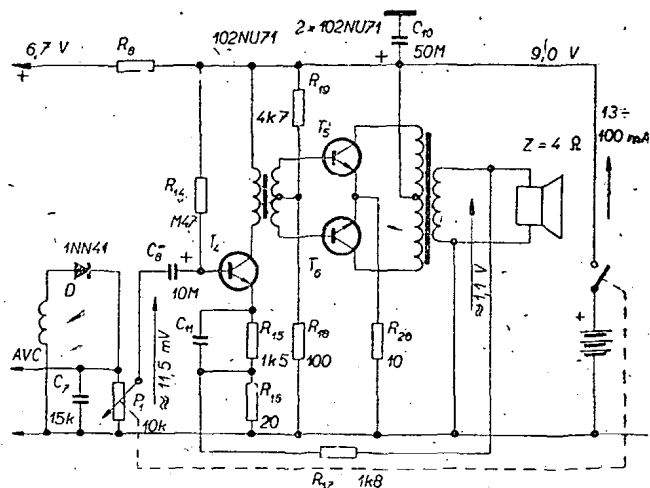 102NU71
2×102NU71
C10
50M
+
6,7 V
+
R8
9,0 V
R19
4k7
T5
13÷
100 mA
Z = 4 Ω
R14
M47
C8
+
10M
T4
T6
1NN41
D
≈ 1,1 V
+
C11
R15
1k5
R18
100
R20
10
AVC
C7
15k
P1
10k
≈ 11,5 mV
R16
20
R17
1k8